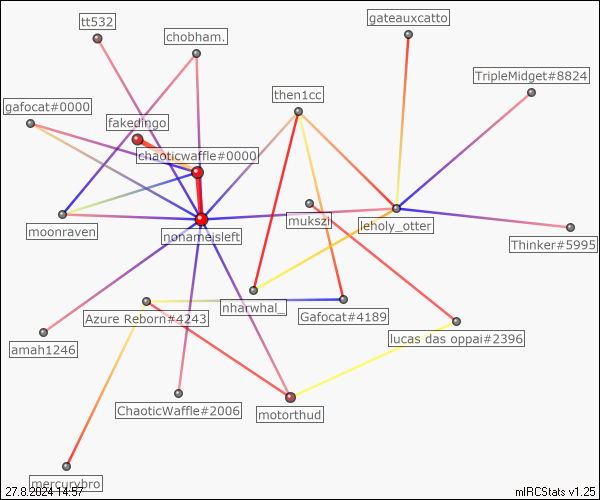 tt532
gateauxcatto
chobham.
TripleMidget#8824
then1cc
gafocat#0000
fakedingo
chaoticwaffle#0000
mukszi
leholy_otter
moonraven
nonameisleft
Thinker#5995
nharwhal_
Gafocat#4189
Azure Reborn#4243
lucas das oppai#2396
amah1246
ChaoticWaffle#2006
motorthud
mercurybro
27.8.2024 14:57
mIRCStats v1.25